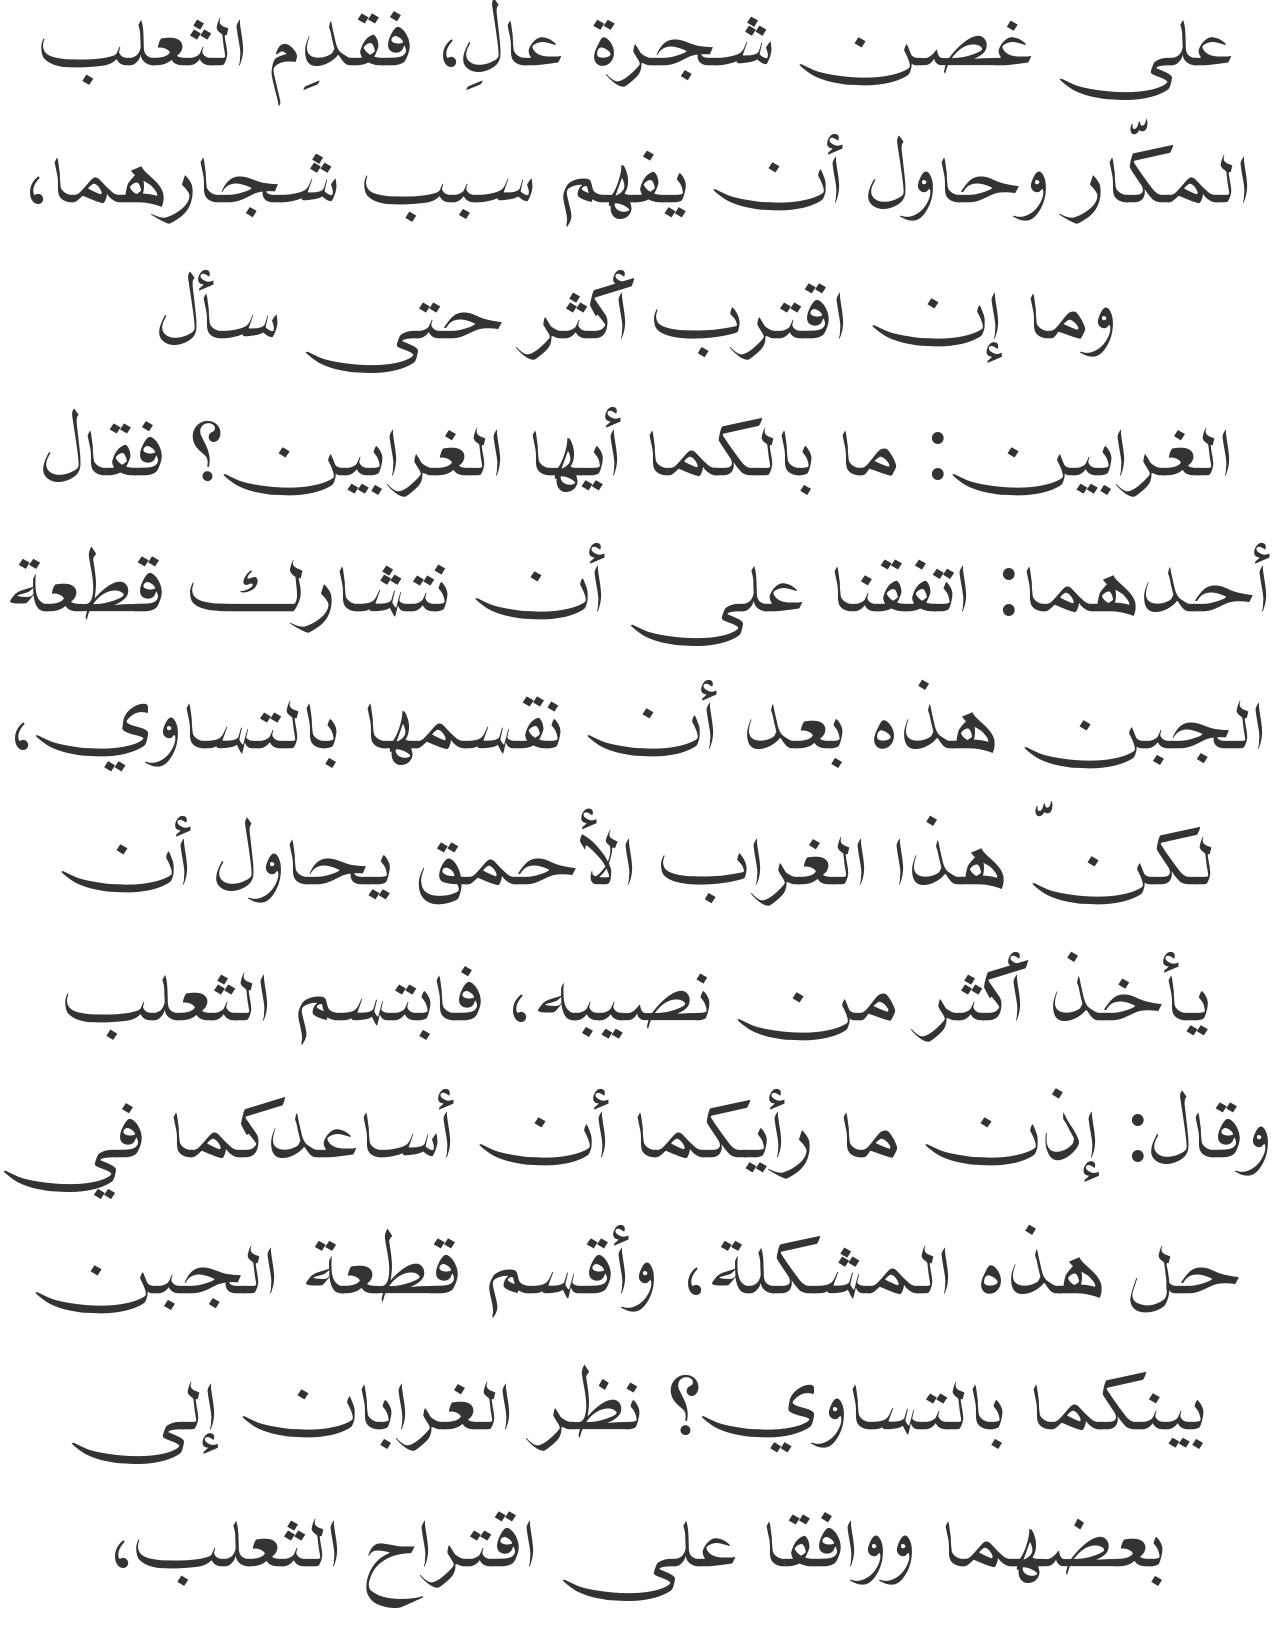 على غصن شجرة عالِ، فقدِم الثعلب
المكّار وحاول أن يفهم سبب شجارهما،
وما إن اقترب أكثر حتى سأل
الغرابين: ما بالكما أيها الغرابين؟ فقال
أحدهما: اتفقنا على أن نتشارك قطعة
الجبن هذه بعد أن نقسمها بالتساوي،
لكنّ هذا الغراب الأحمق يحاول أن
يأخذ أكثر من نصيبه، فابتسم الثعلب
وقال: إذن ما رأيكما أن أساعدكما في
حل هذه المشكلة، وأقسم قطعة الجبن
بينكما بالتساوي؟ نظر الغرابان إلى
بعضهما ووافقا على اقتراح الثعلب،